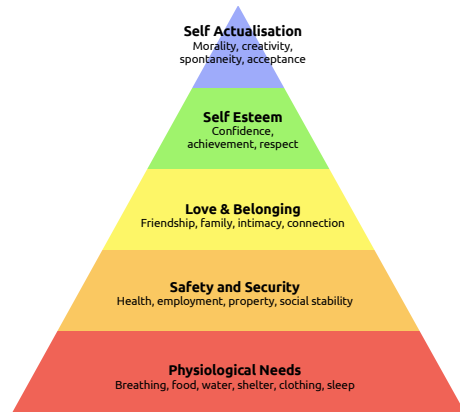 Self Actualisation
Morality, creativity,
spontaneity, acceptance
Self Esteem
Confidence,
achievement, respect
Love & Belonging
Friendship, family, intimacy, connection
Safety and Security
Health, employment, property, social stability
Physiological Needs
Breathing, food, water, shelter, clothing, sleep